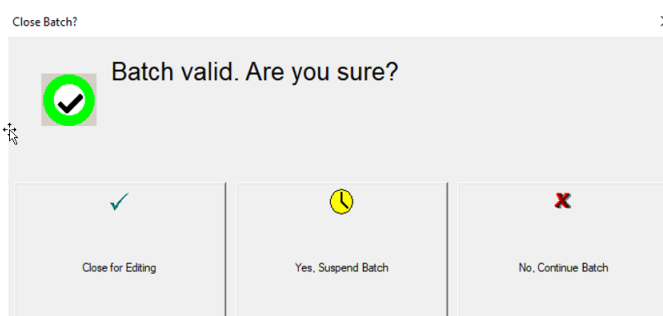 Close Batch?
Batch valid. Are you sure?
Close for Editing
Yes, Suspend Batch
No, Continue Batch